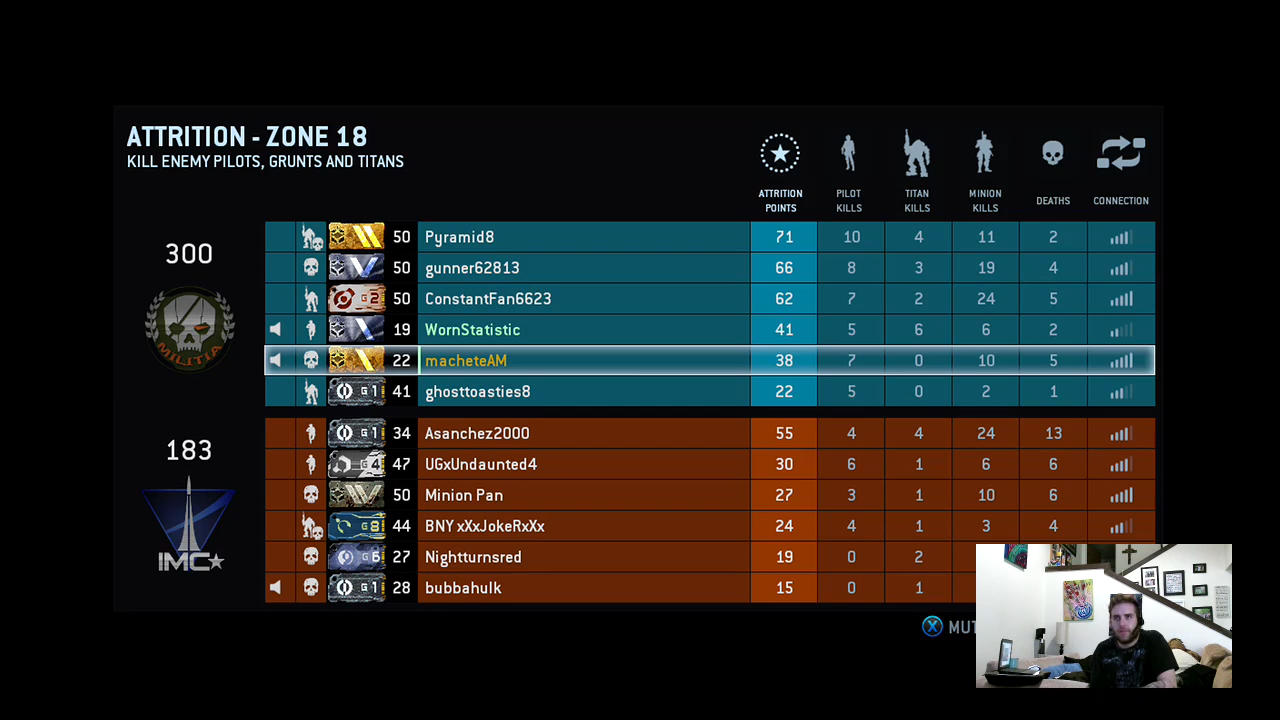 ATTRITION - ZONE 18
KILL ENEMY PILOTS, GRUNTS AND TITANS
ATTRITION POINTS PILOT KILLS TITAN KILLS MINION KILLS DEATHS CONNECTION
300
MILITIA
50 Pyramid8 71 10 4 11 2
50 gunner62813 66 8 3 19 4
G2 50 ConstantFan6623 62 7 2 24 5
19 WornStatistic 41 5 6 6 2
22 macheteAM 38 7 0 10 5
G1 41 ghosttoasties8 22 5 0 2 1
183
IMC
G1 34 Asanchez2000 55 4 4 24 13
G4 47 UGxUndaunted4 30 6 1 6 6
50 Minion Pan 27 3 1 10 6
G8 44 BNY xXxJokeRxXx 24 4 1 3 4
G6 27 Nightturnsred 19 0 2
G1 28 bubbahulk 15 0 1
X